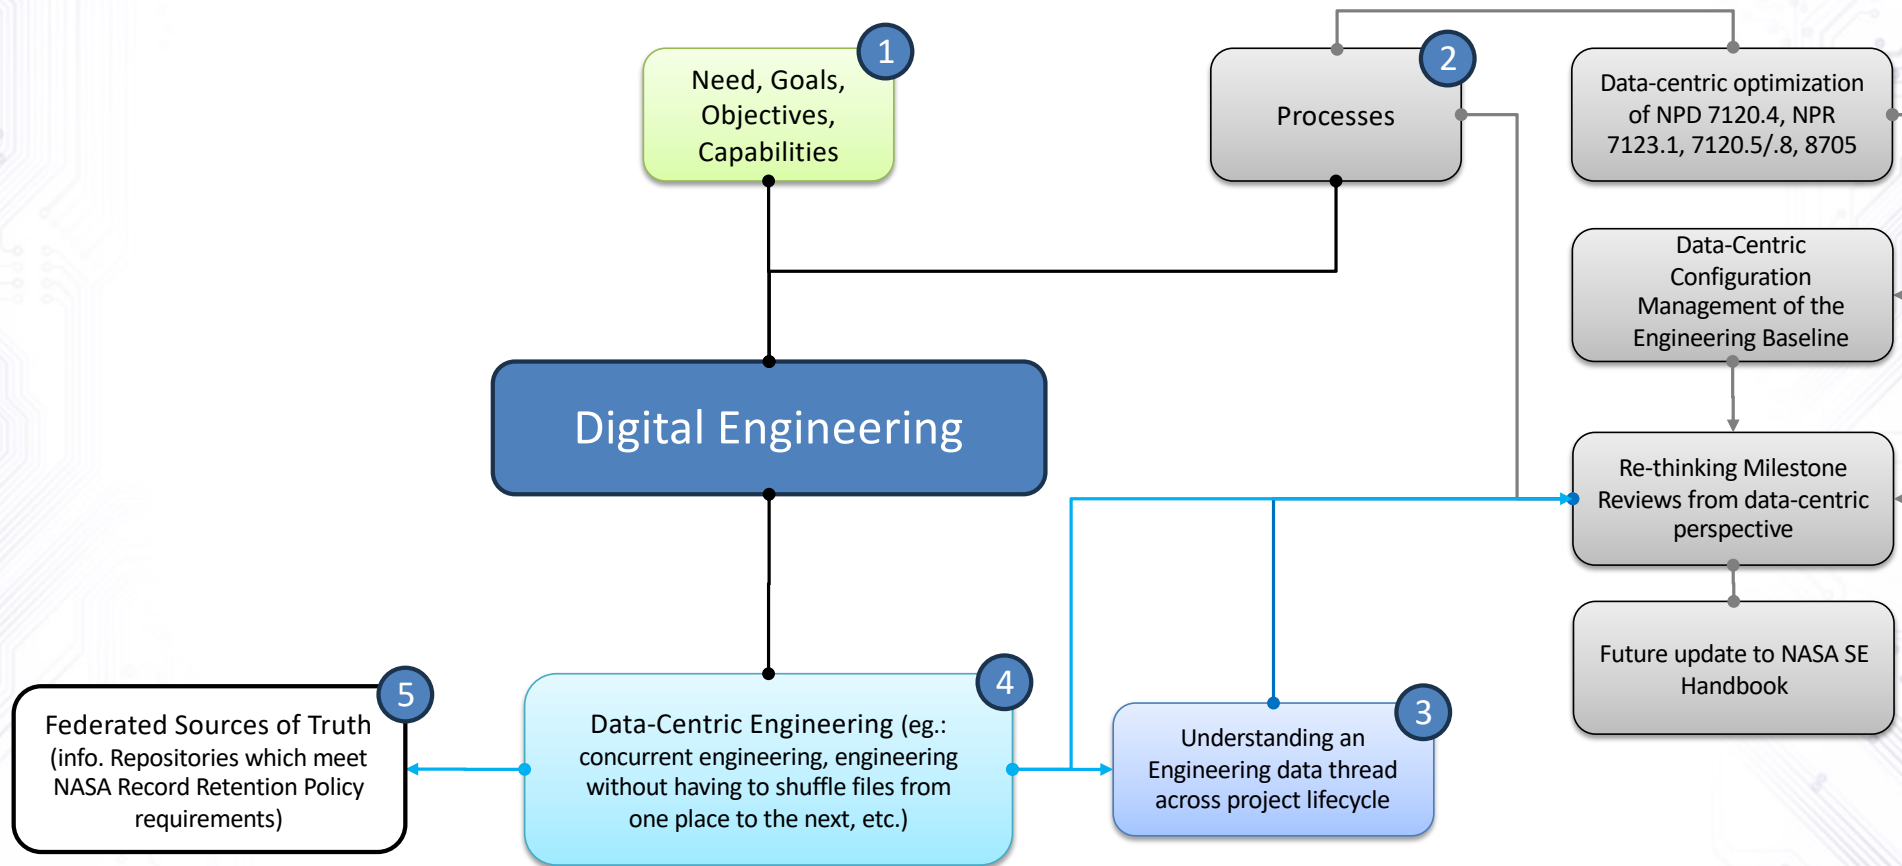 1
Need, Goals,
Objectives,
Capabilities
2
Processes
Data-centric optimization
of NPD 7120.4, NPR
7123.1, 7120.5/.8, 8705
Data-Centric
Configuration
Management of the
Engineering Baseline
Digital Engineering
Re-thinking Milestone
Reviews from data-centric
perspective
Future update to NASA SE
Handbook
5
Federated Sources of Truth
(info. Repositories which meet
NASA Record Retention Policy
requirements)
4
Data-Centric Engineering (eg.:
concurrent engineering, engineering
without having to shuffle files from
one place to the next, etc.)
3
Understanding an
Engineering data thread
across project lifecycle